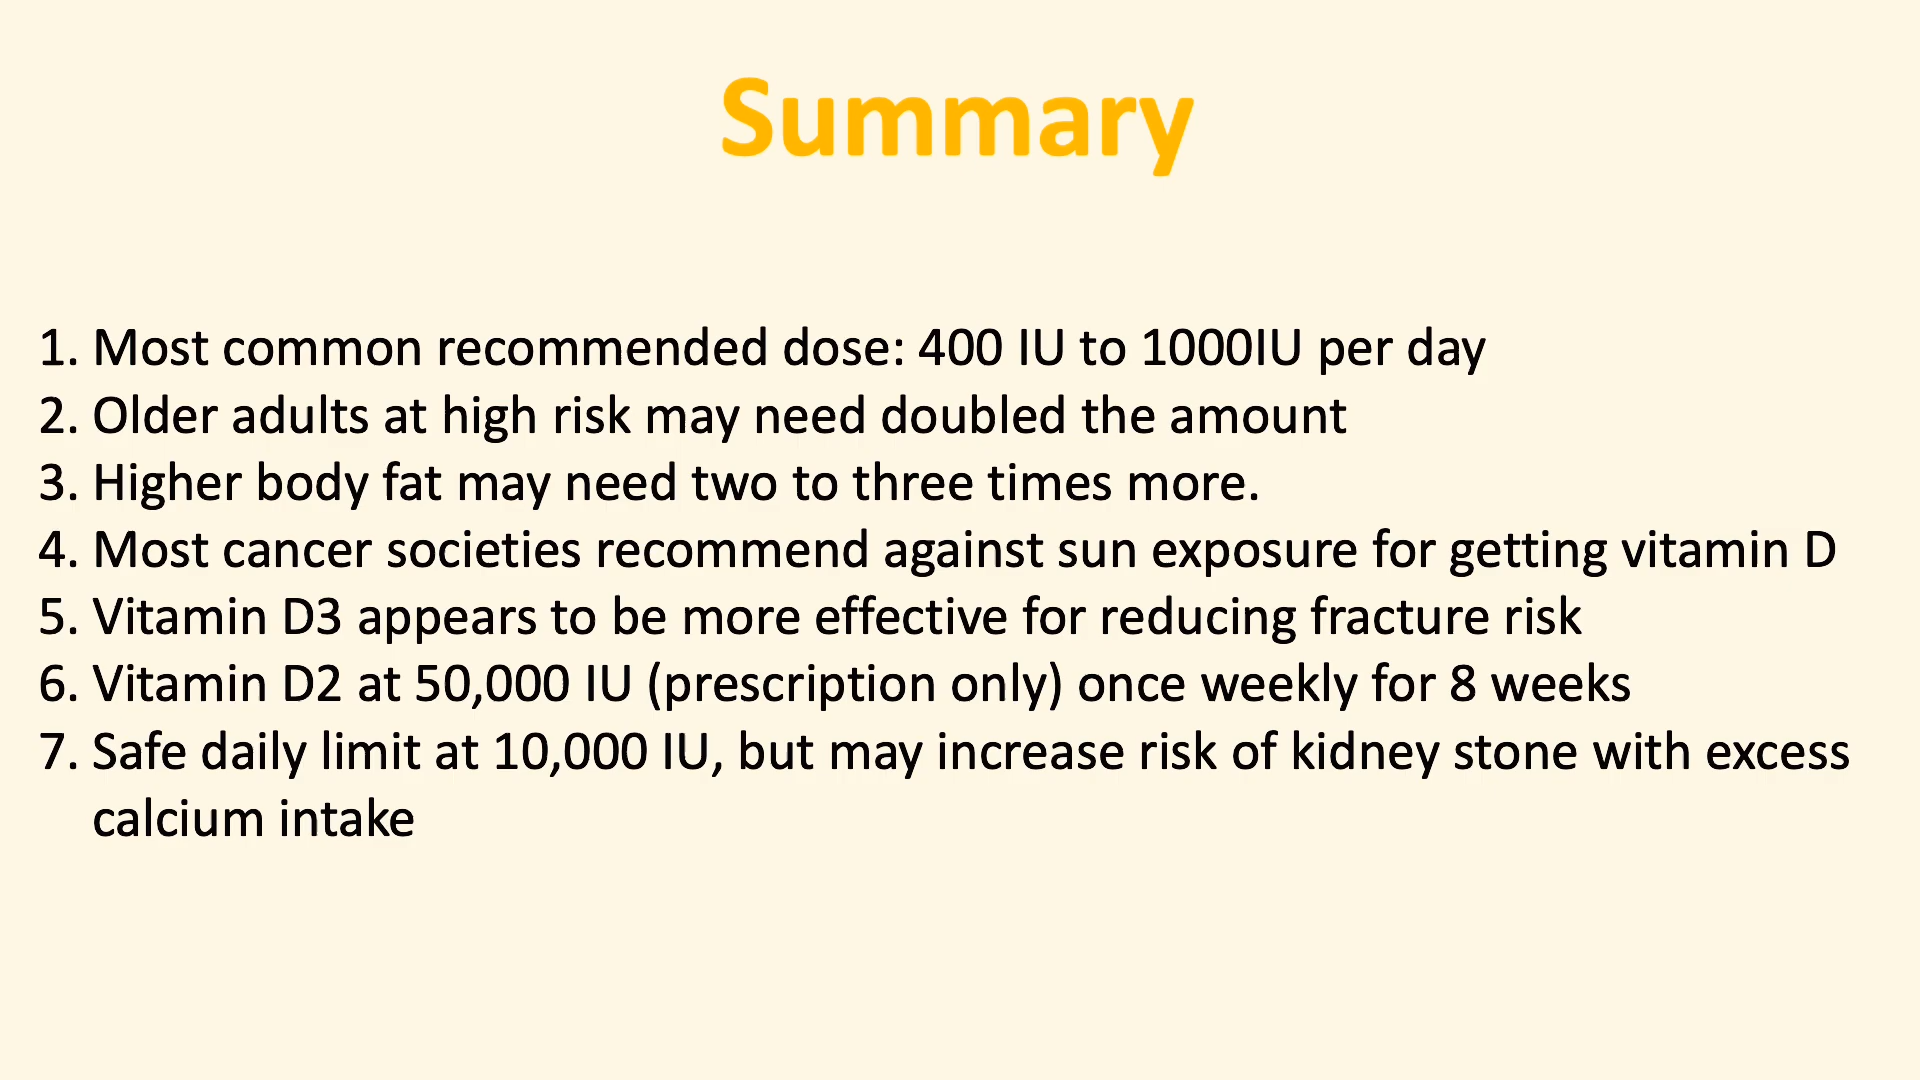 Summary
1. Most common recommended dose: 400 IU to 1000IU per day
2. Older adults at high risk may need doubled the amount
3. Higher body fat may need two to three times more.
4. Most cancer societies recommend against sun exposure for getting vitamin D
5. Vitamin D3 appears to be more effective for reducing fracture risk
6. Vitamin D2 at 50,000 IU (prescription only) once weekly for 8 weeks
7. Safe daily limit at 10,000 IU, but may increase risk of kidney stone with excess
calcium intake